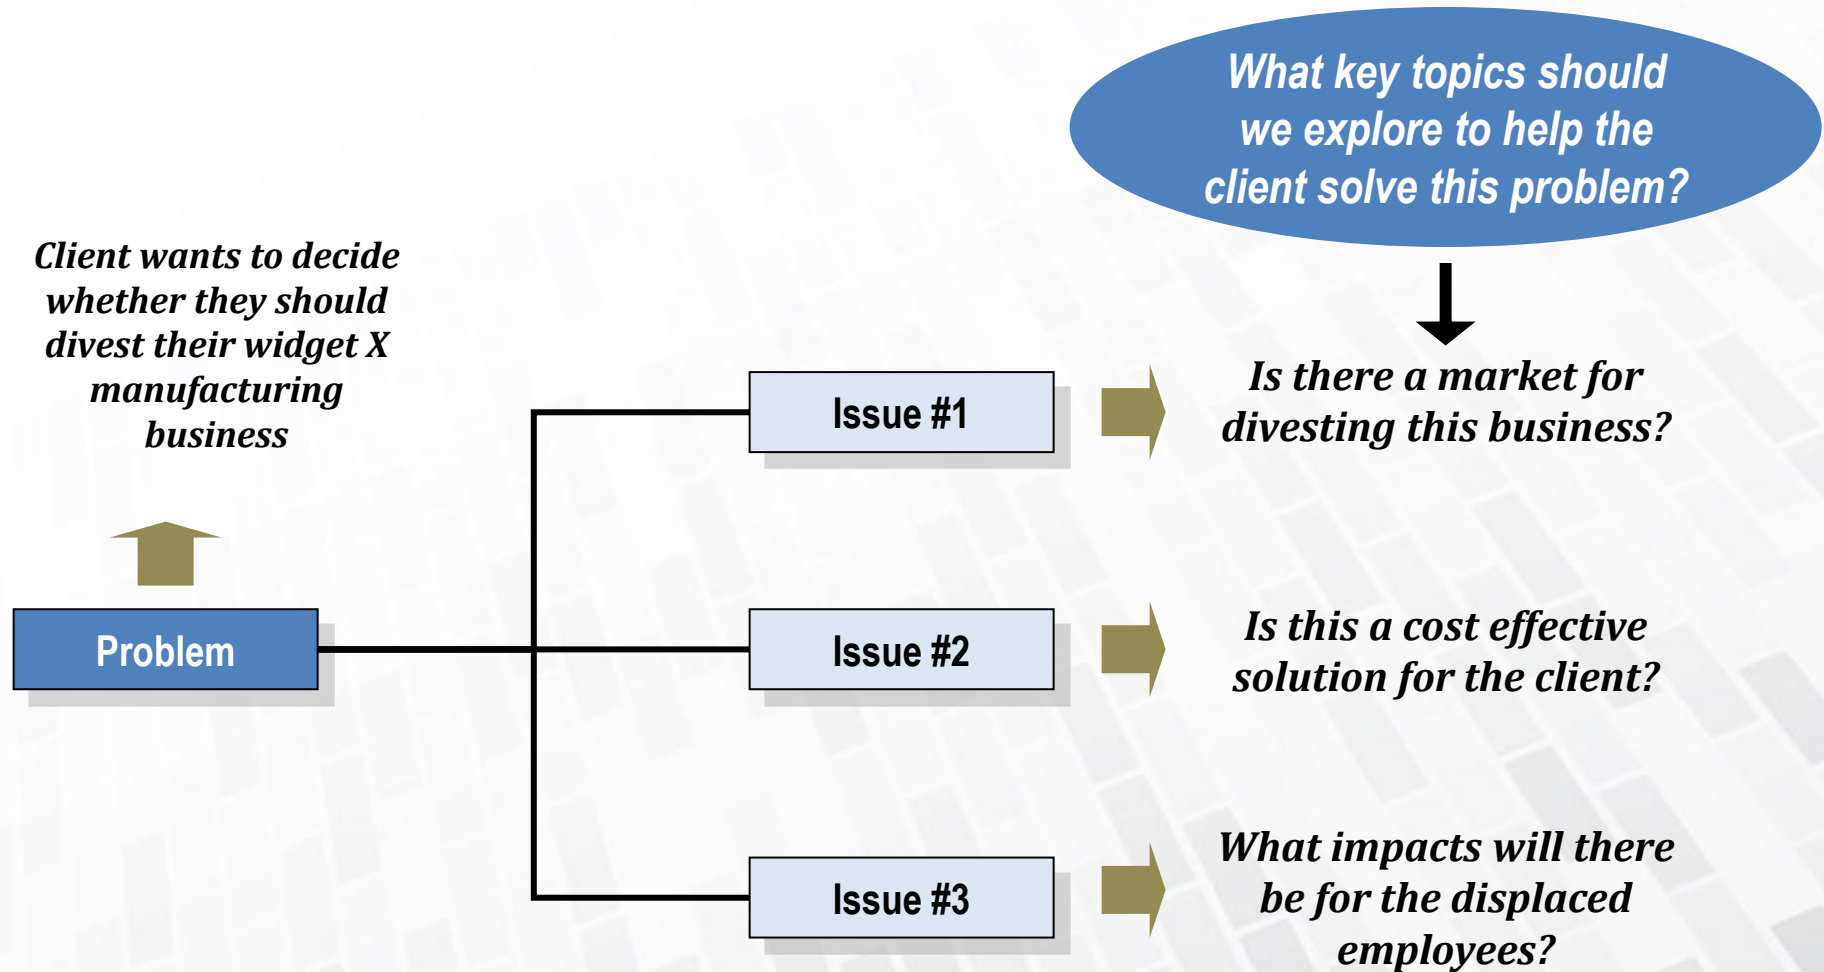 What key topics should
we explore to help the
client solve this problem?
Client wants to decide
whether they should
divest their widget X
manufacturing
business
Problem
Issue #1
Is there a market for
divesting this business?
Issue #2
Is this a cost effective
solution for the client?
Issue #3
What impacts will there
be for the displaced
employees?